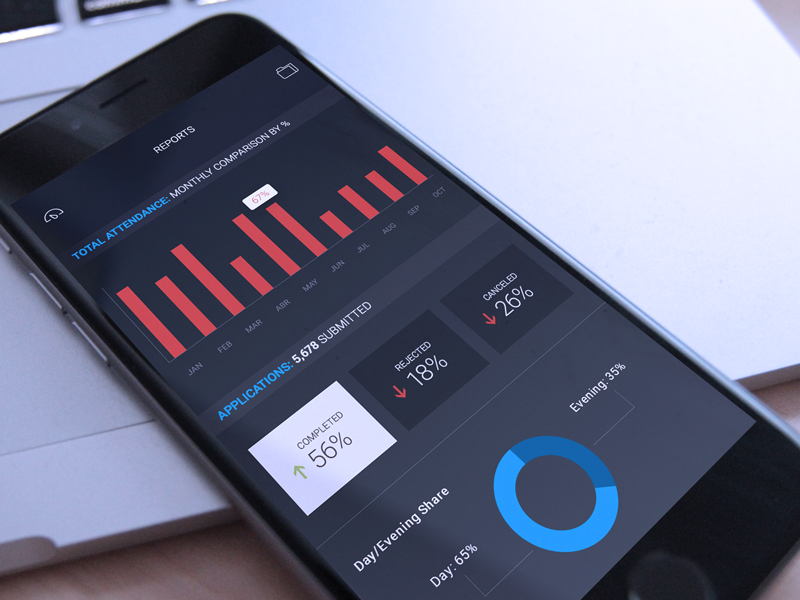 REPORTS
TOTAL ATTENDANCE: MONTHLY COMPARISON BY %
67%
JAN FEB MAR ABR MAY JUN JUL AUG SEP OCT
APPLICATIONS: 5,678 SUBMITTED
COMPLETED
56%
REJECTED
18%
CANCELED
26%
Day/Evening Share
Evening: 35%
Day: 65%